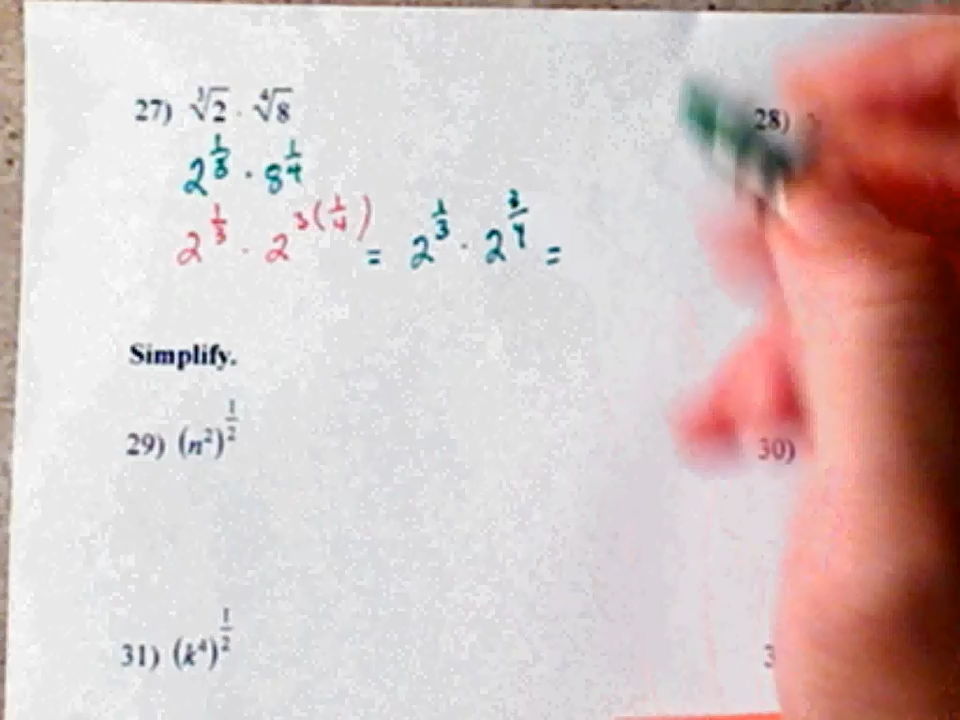 27) ∛2 · ∜8
28)
2^(1/3) · 8^(1/4)
2^(1/3) · 2^(3(1/4)) = 2^(1/3) · 2^(3/4) =
Simplify.
29) (n²)^(1/2)
30)
31) (k⁴)^(1/2)
3